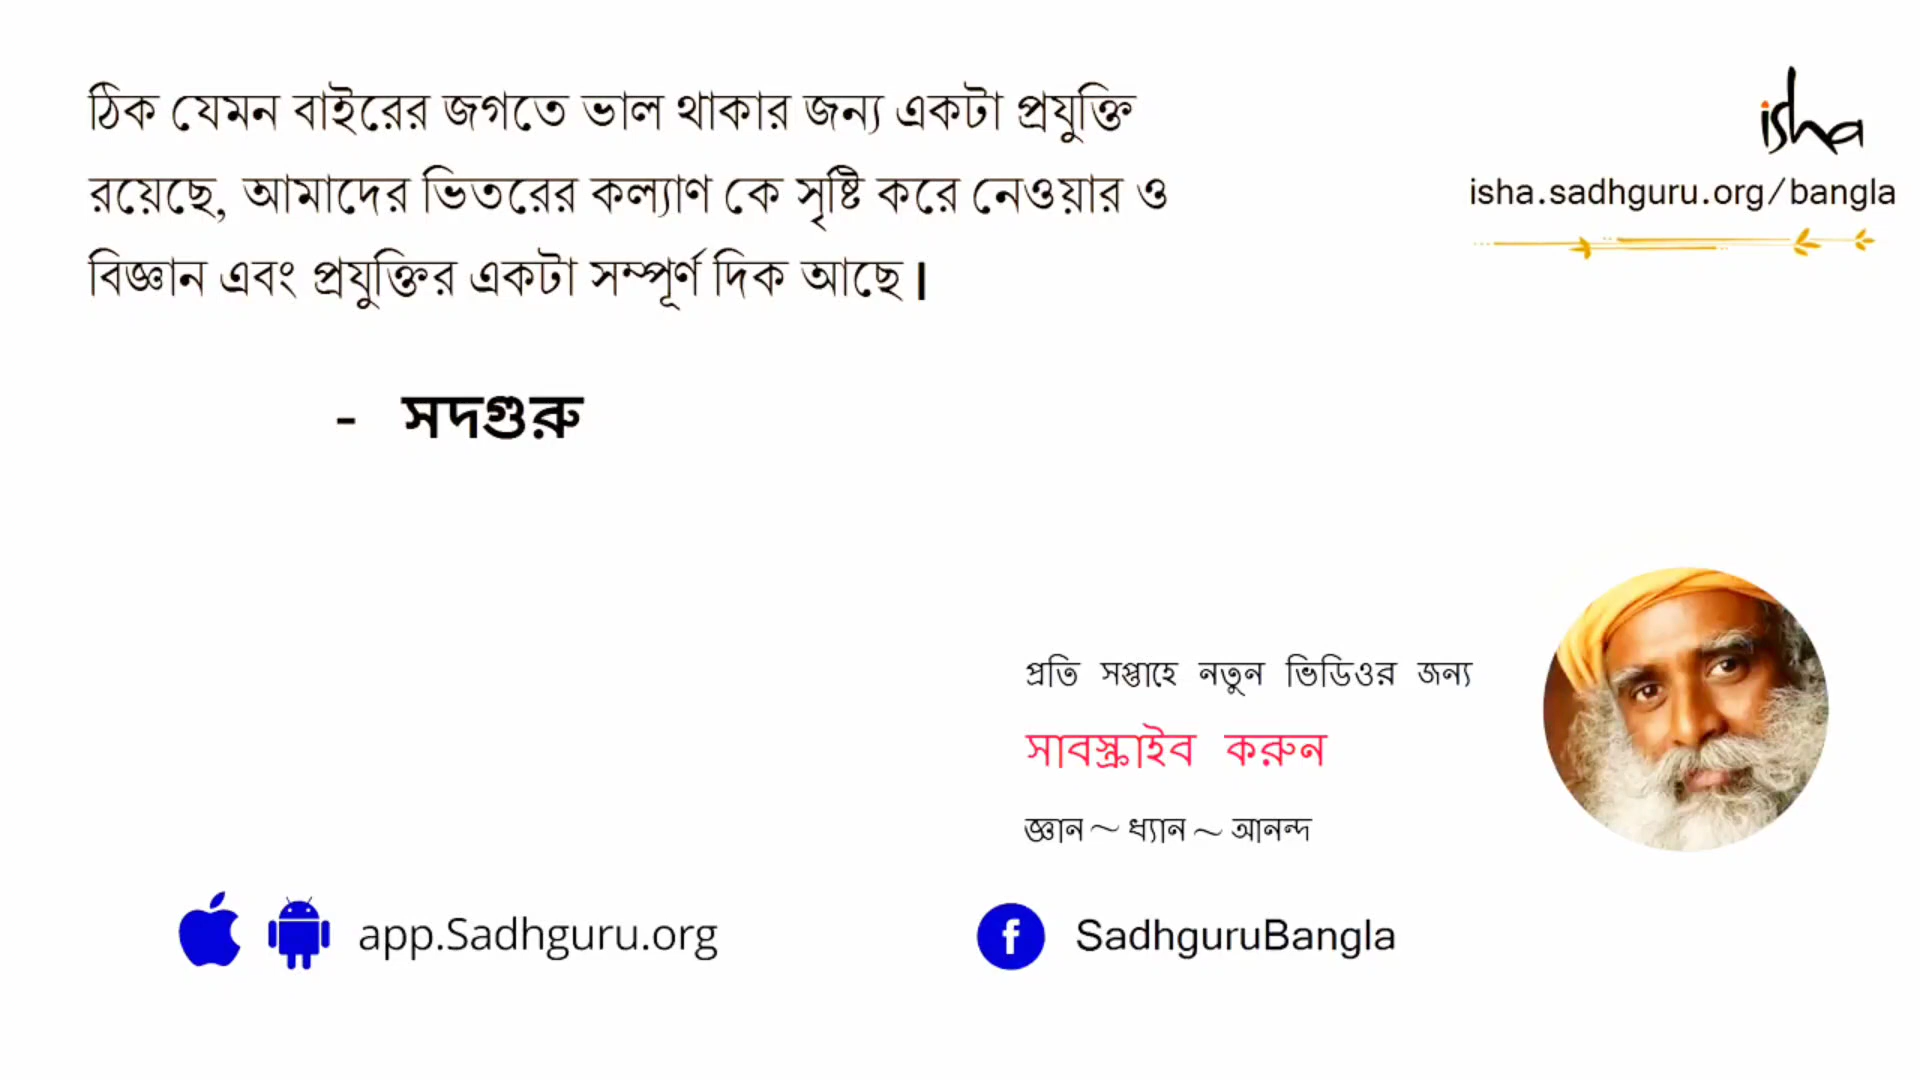 ঠিক যেমন বাইরের জগতে ভাল থাকার জন্য একটা প্রযুক্তি
রয়েছে, আমাদের ভিতরের কল্যাণ কে সৃষ্টি করে নেওয়ার ও
বিজ্ঞান এবং প্রযুক্তির একটা সম্পূর্ণ দিক আছে।
- সদগুরু
isha
isha.sadhguru.org/bangla
প্রতি সপ্তাহে নতুন ভিডিওর জন্য
সাবস্ক্রাইব করুন
জ্ঞান ~ ধ্যান ~ আনন্দ
app.Sadhguru.org
f SadhguruBangla